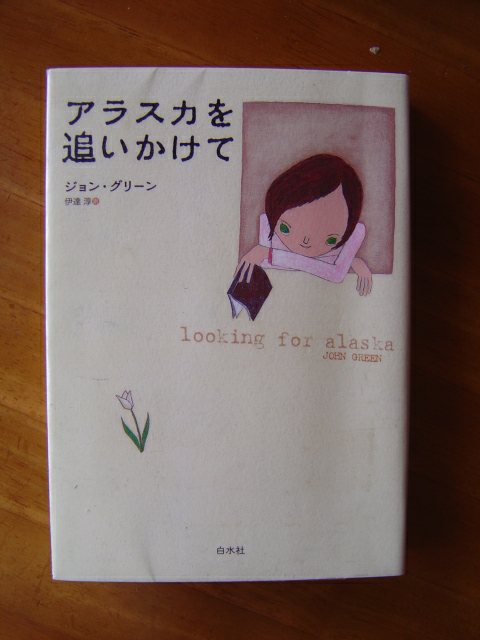 アラスカを
追いかけて
ジョン・グリーン
伊達 淳訳
looking for alaska
JOHN GREEN
白水社